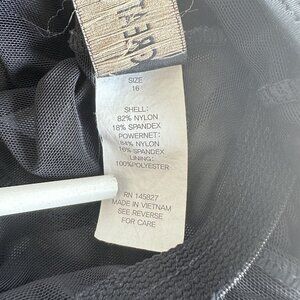 SIZE
16
SHELL:
82% NYLON
18% SPANDEX
POWERNET:
84% NYLON
16% SPANDEX
LINING:
100%POLYESTER
RN 145827
MADE IN VIETNAM
SEE REVERSE
FOR CARE